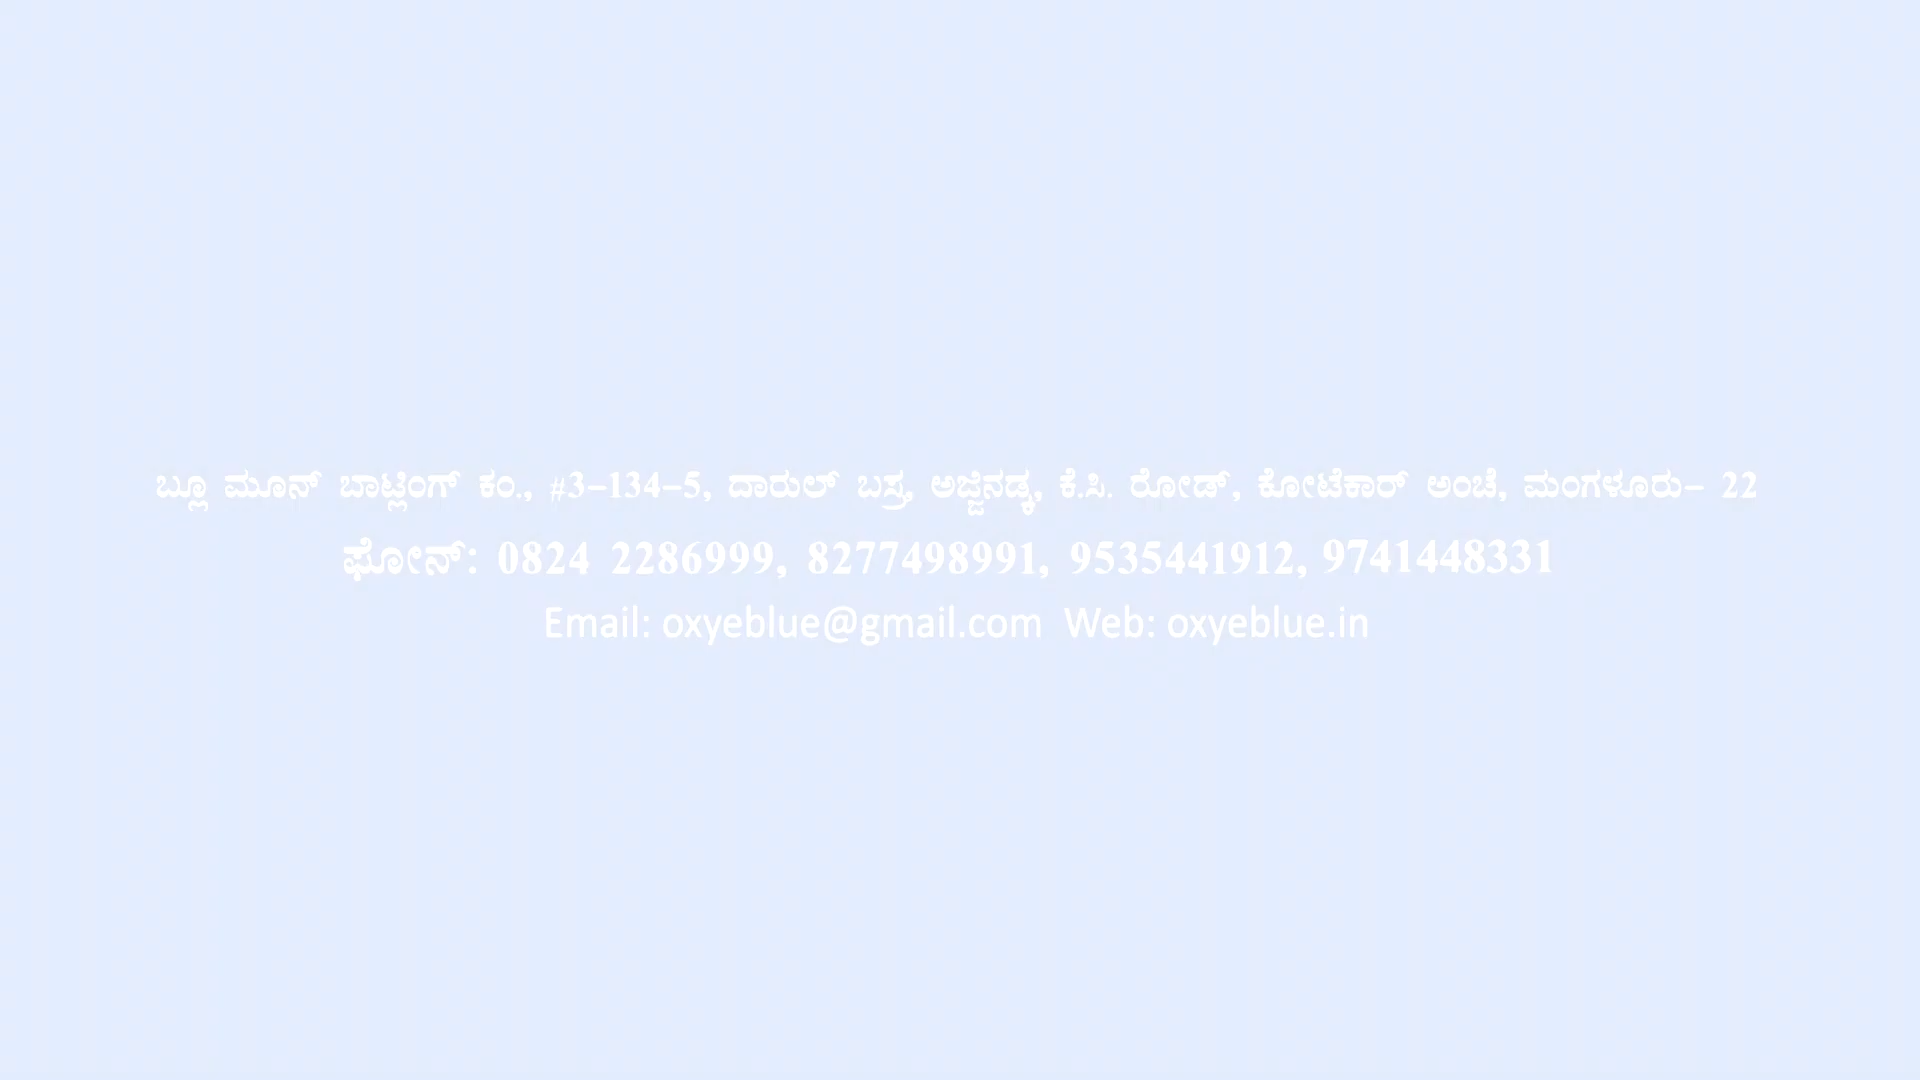 ಬ್ಲೂ ಮೂನ್ ಬಾಟ್ಲಿಂಗ್ ಕಂ., #3-134-5, ದಾರುಲ್ ಬಸ್ರ, ಅಜ್ಜಿನಡ್ಕ, ಕೆ.ಸಿ. ರೋಡ್, ಕೋಟೆಕಾರ್ ಅಂಚೆ, ಮಂಗಳೂರು- 22
ಫೋನ್: 0824 2286999, 8277498991, 9535441912, 9741448331
Email: oxyeblue@gmail.com Web: oxyeblue.in